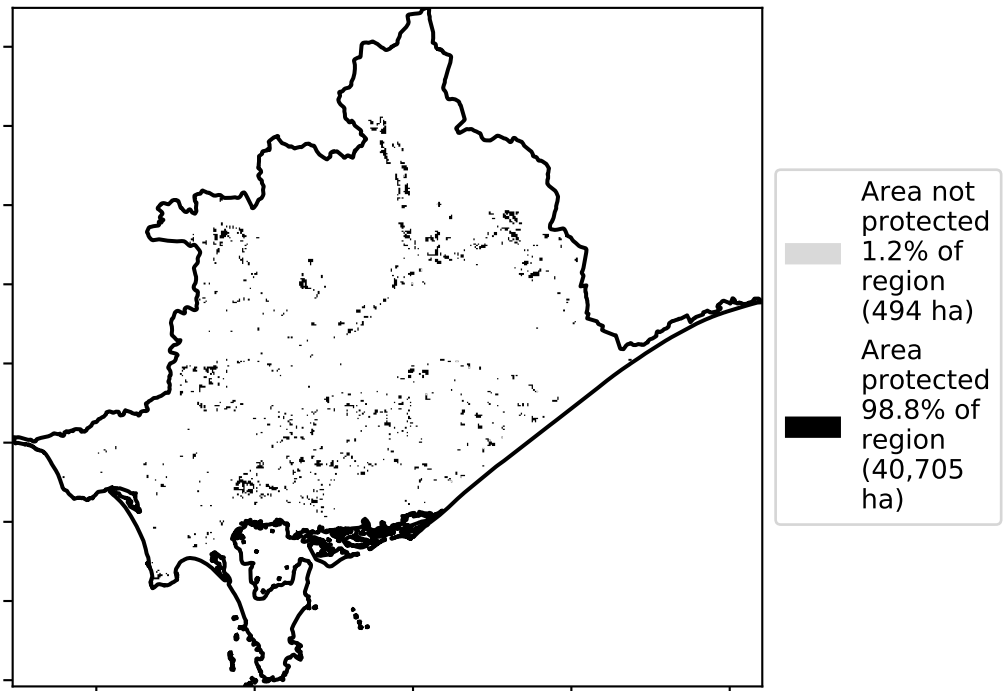 Area not
protected
1.2% of
region
(494 ha)
Area
protected
98.8% of
region
(40,705
ha)